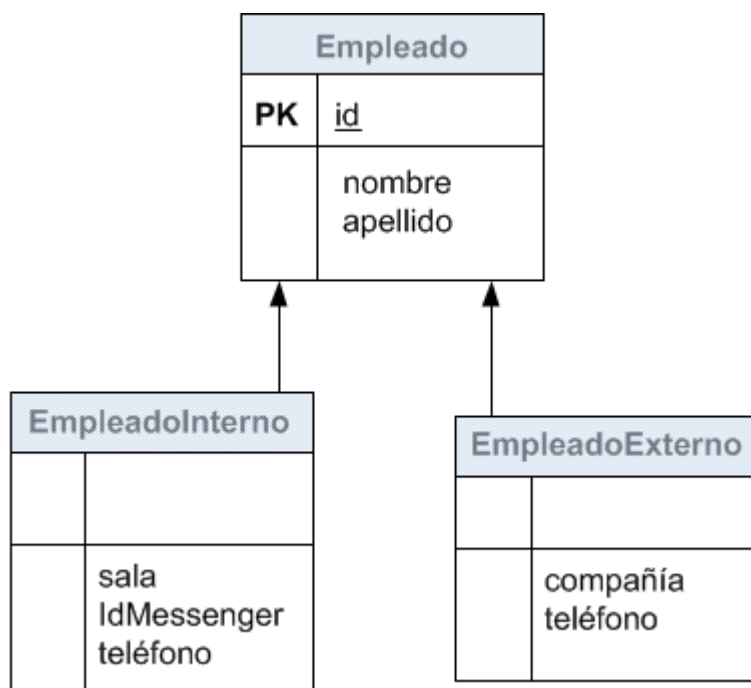 Empleado
PK id
nombre
apellido
EmpleadoInterno
sala
IdMessenger
teléfono
EmpleadoExterno
compañía
teléfono